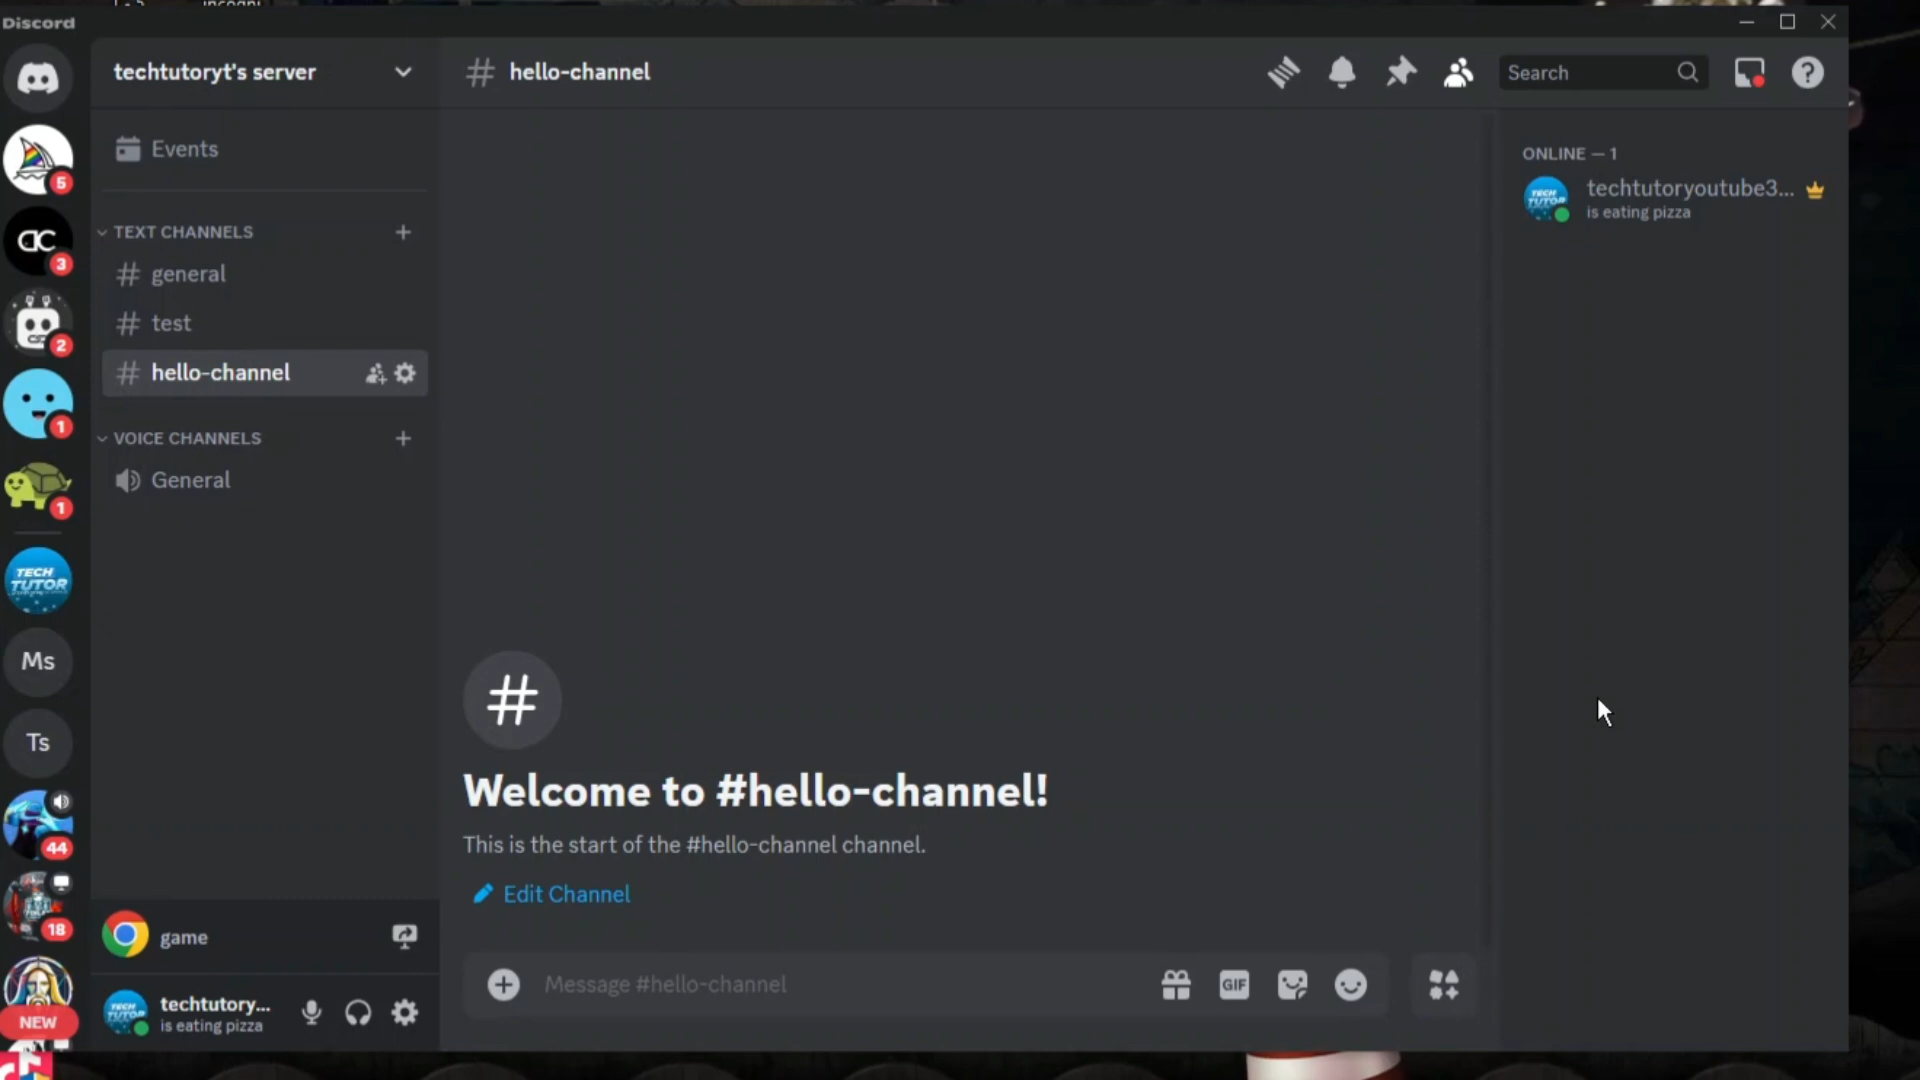 Discord
techtutoryt's server
hello-channel
Search
Events
TEXT CHANNELS
general
test
hello-channel
VOICE CHANNELS
General
ONLINE — 1
techtutoryoutube3...
is eating pizza
5
3
2
1
1
TECH
TUTOR
Ms
Ts
44
18
NEW
Welcome to #hello-channel!
This is the start of the #hello-channel channel.
Edit Channel
game
Message #hello-channel
GIF
techtutory...
is eating pizza